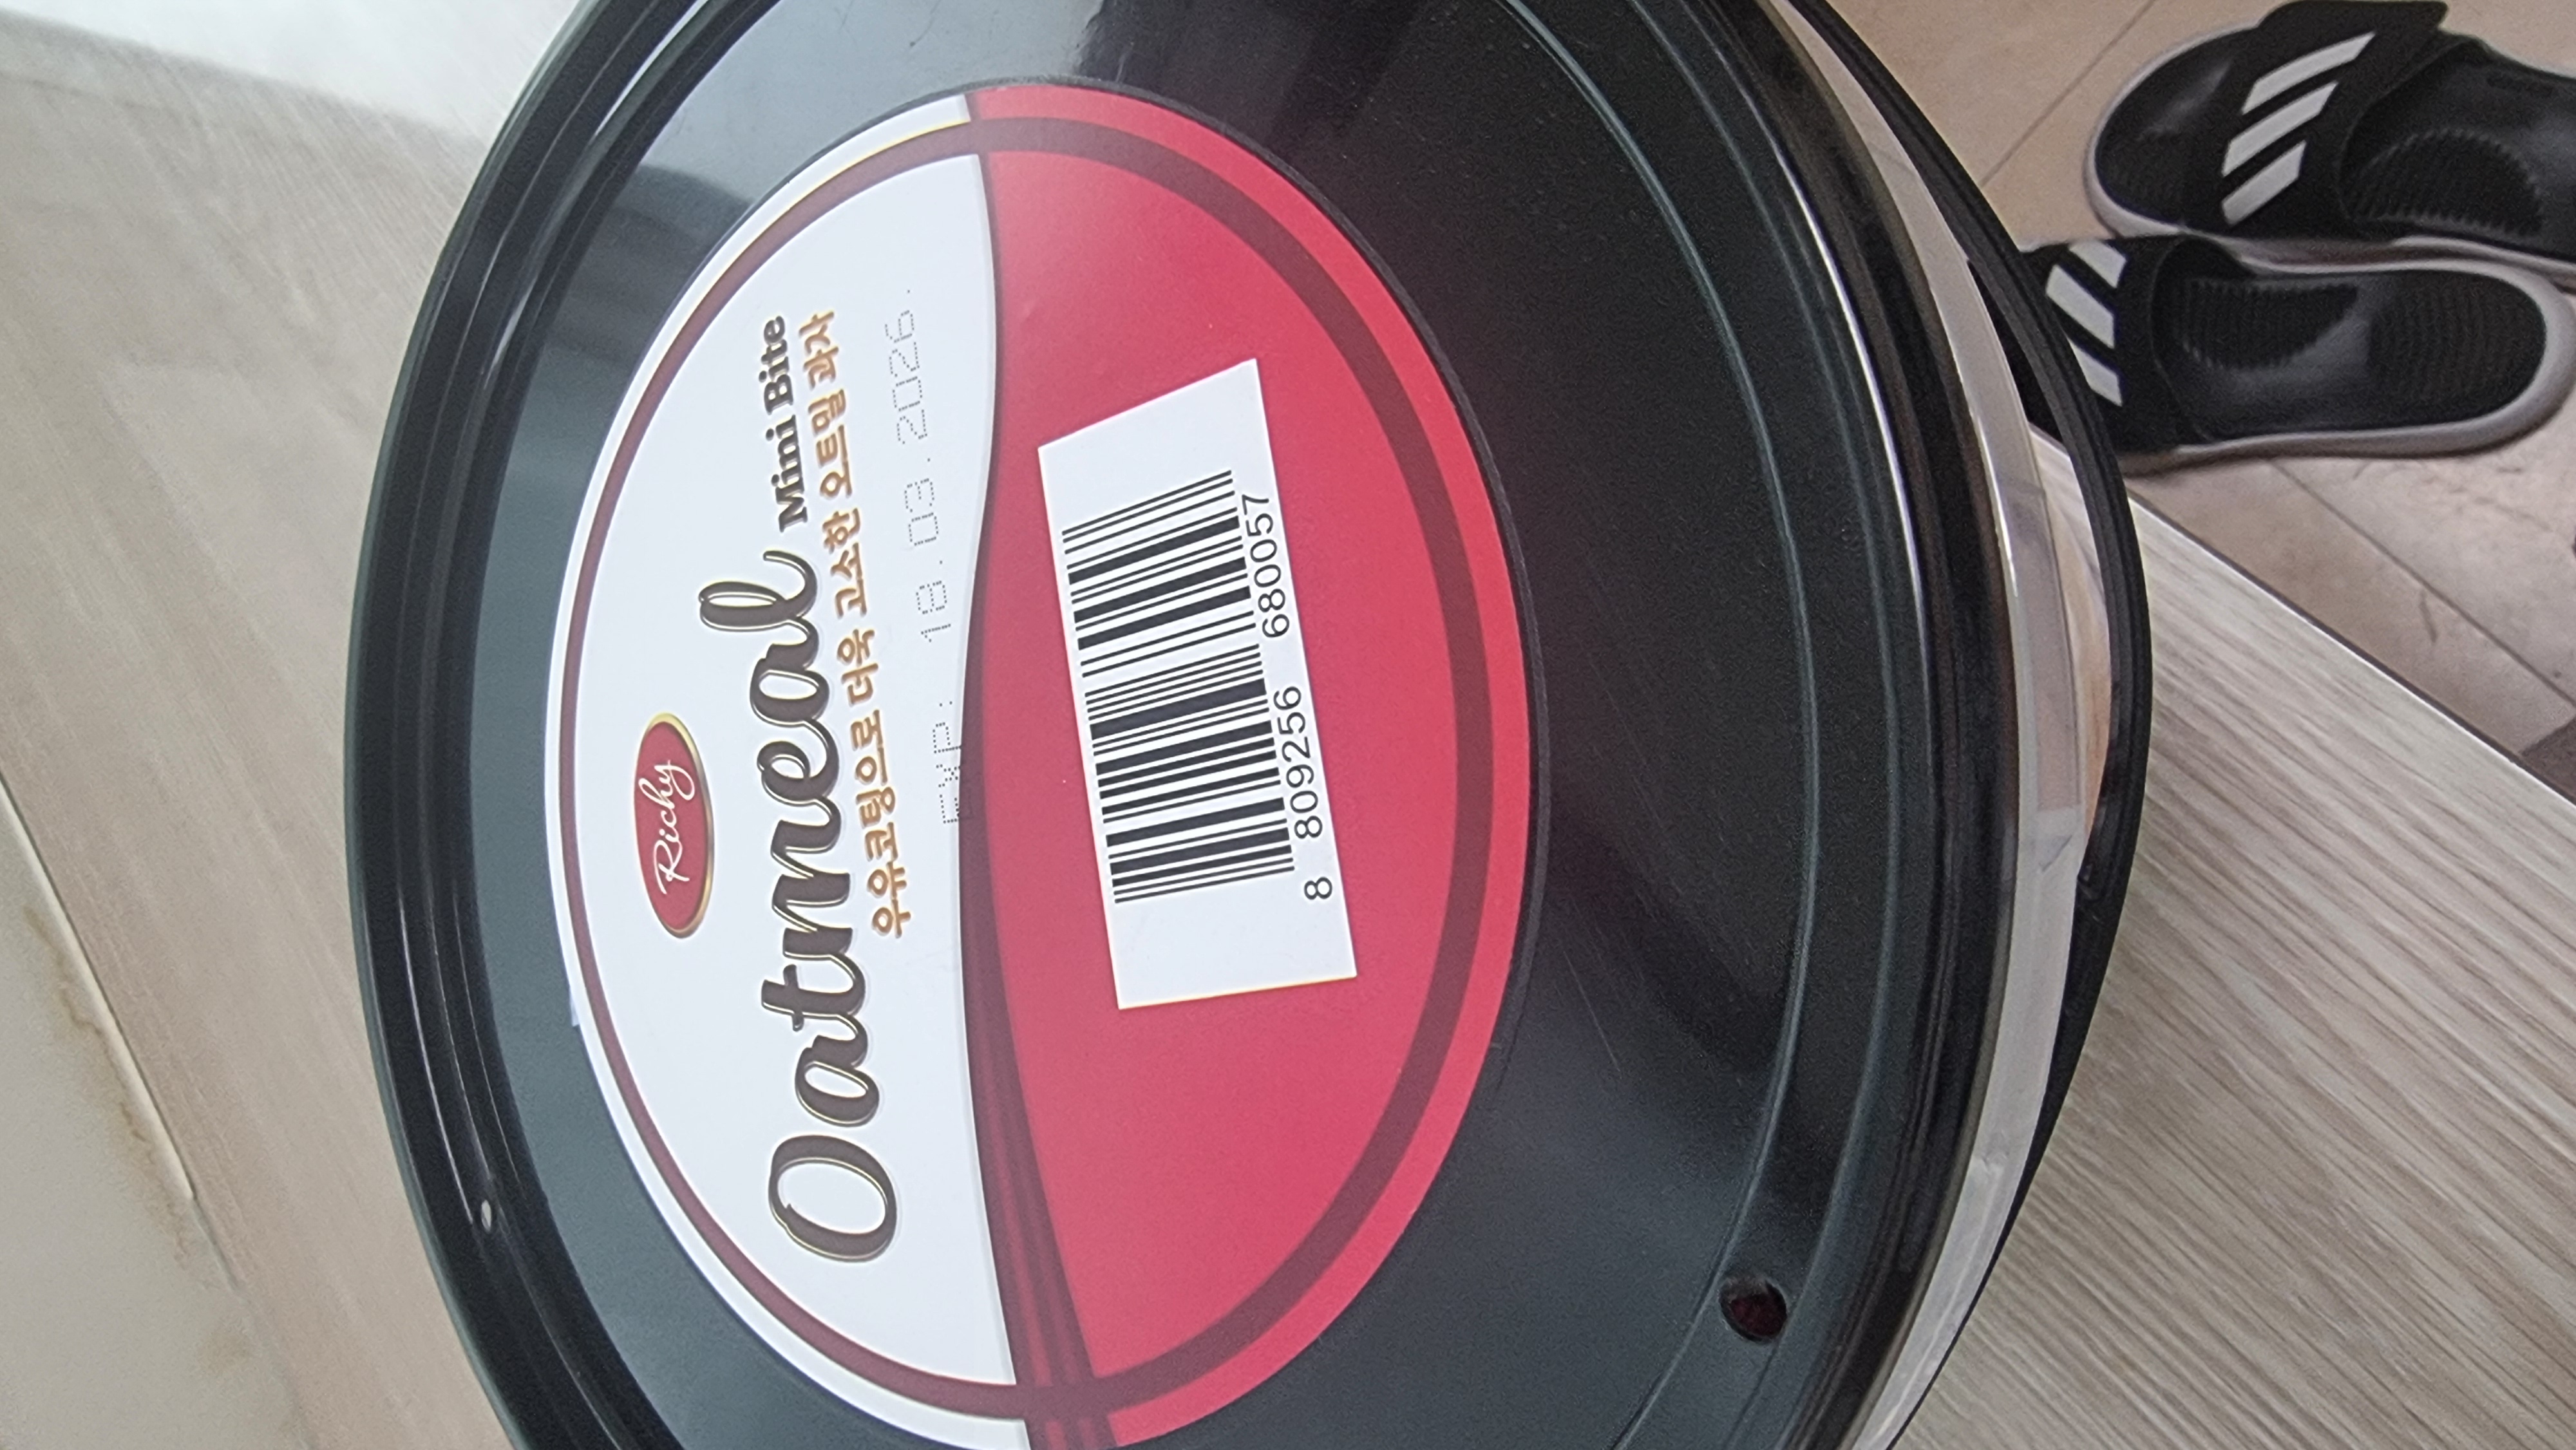 Richy
Oatmeal Mini Bite
우유코팅으로 더욱 고소한 오트밀 과자
EXP: 18.03.2026.
8 809256 680057